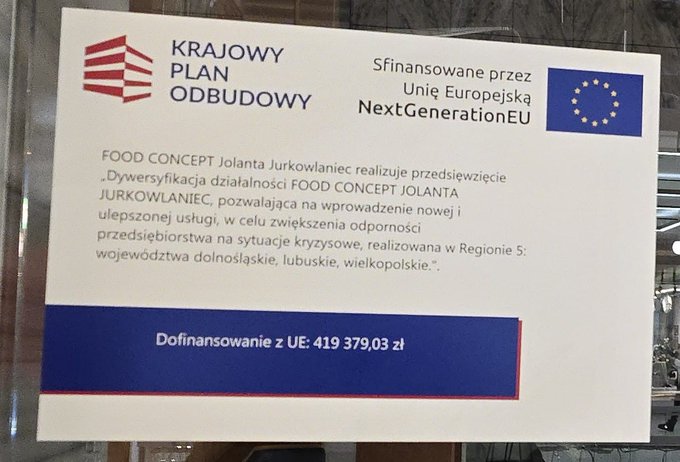 KRAJOWY
PLAN
ODBUDOWY
Sfinansowane przez
Unię Europejską
NextGenerationEU
FOOD CONCEPT Jolanta Jurkowlaniec realizuje przedsięwzięcie
„Dywersyfikacja działalności FOOD CONCEPT JOLANTA
JURKOWLANIEC, pozwalająca na wprowadzenie nowej i
ulepszonej usługi, w celu zwiększenia odporności
przedsiębiorstwa na sytuacje kryzysowe, realizowana w Regionie 5:
województwa dolnośląskie, lubuskie, wielkopolskie.".
Dofinansowanie z UE: 419 379,03 zł